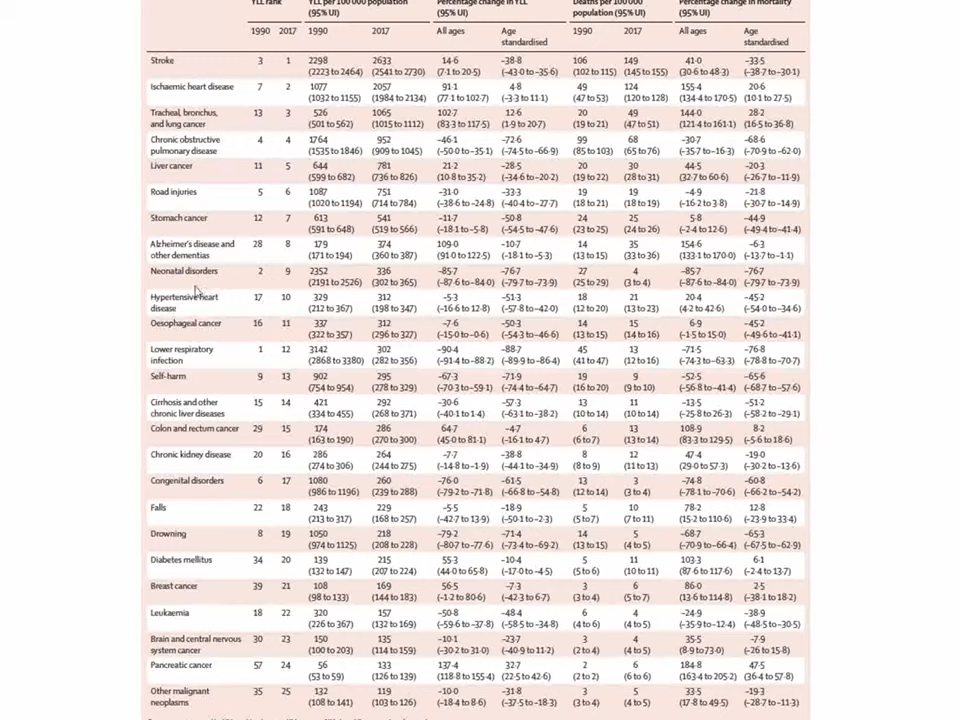 YLL rank YLL per 100 000 population Percentage change in YLL Deaths per 100 000 Percentage change in mortality
(95% UI) (95% UI) population (95% UI) (95% UI)
1990 2017 1990 2017 All ages Age 1990 2017 All ages Age
standardised standardised
Stroke 3 1 2298 2633 14·6 –38·8 106 149 41·0 –33·5
(2223 to 2464) (2541 to 2730) (7·1 to 20·5) (–43·0 to –35·6) (102 to 115) (145 to 155) (30·6 to 48·3) (–38·7 to –30·1)
Ischaemic heart disease 7 2 1077 2057 91·1 4·8 49 124 155·4 20·6
(1032 to 1155) (1984 to 2134) (77·1 to 102·7) (–3·3 to 11·1) (47 to 53) (120 to 128) (134·4 to 170·5) (10·1 to 27·5)
Tracheal, bronchus, 13 3 526 1065 102·7 12·6 20 49 144·0 28·2
and lung cancer (501 to 562) (1015 to 1112) (83·3 to 117·5) (1·9 to 20·7) (19 to 21) (47 to 51) (121·4 to 161·1) (16·5 to 36·8)
Chronic obstructive 4 4 1764 952 –46·1 –72·6 99 68 –30·7 –68·6
pulmonary disease (1535 to 1846) (909 to 1045) (–50·0 to –35·1) (–74·5 to –66·9) (85 to 103) (65 to 76) (–35·7 to –16·3) (–70·9 to –62·0)
Liver cancer 11 5 644 781 21·2 –28·5 20 30 44·5 –20·3
(599 to 682) (736 to 826) (10·8 to 35·2) (–34·6 to –20·2) (19 to 22) (28 to 31) (32·7 to 60·6) (–26·7 to –11·9)
Road injuries 5 6 1087 751 –31·0 –33·3 19 19 –4·9 –21·8
(1020 to 1194) (714 to 784) (–38·6 to –24·8) (–40·4 to –27·7) (18 to 21) (18 to 19) (–16·2 to 3·8) (–30·7 to –14·9)
Stomach cancer 12 7 613 541 –11·7 –50·8 24 25 5·8 –44·9
(591 to 648) (519 to 566) (–18·1 to –5·8) (–54·5 to –47·6) (23 to 25) (24 to 26) (–2·4 to 12·6) (–49·4 to –41·4)
Alzheimer's disease and 28 8 179 374 109·0 –10·7 14 35 154·6 –6·3
other dementias (171 to 194) (360 to 387) (91·0 to 122·5) (–18·1 to –5·3) (13 to 15) (33 to 36) (133·1 to 170·0) (–13·7 to –1·1)
Neonatal disorders 2 9 2352 336 –85·7 –76·7 27 4 –85·7 –76·7
(2191 to 2526) (302 to 365) (–87·6 to –84·0) (–79·7 to –73·9) (25 to 29) (3 to 4) (–87·6 to –84·0) (–79·7 to –73·9)
Hypertensive heart 17 10 329 312 –5·3 –51·3 18 21 20·4 –45·2
disease (212 to 367) (198 to 347) (–16·6 to 12·8) (–57·8 to –42·0) (12 to 20) (13 to 23) (4·2 to 42·6) (–54·0 to –34·6)
Oesophageal cancer 16 11 337 312 –7·6 –50·3 14 15 6·9 –45·2
(322 to 357) (296 to 327) (–15·0 to –0·6) (–54·3 to –46·6) (13 to 15) (14 to 16) (–1·5 to 15·0) (–49·6 to –41·1)
Lower respiratory 1 12 3142 302 –90·4 –88·7 45 13 –71·5 –76·8
infection (2868 to 3380) (282 to 356) (–91·4 to –88·2) (–89·9 to –86·4) (41 to 47) (12 to 16) (–74·3 to –63·3) (–78·8 to –70·7)
Self-harm 9 13 902 295 –67·3 –71·9 19 9 –52·5 –65·6
(754 to 954) (278 to 329) (–70·3 to –59·1) (–74·4 to –64·7) (16 to 20) (9 to 10) (–56·8 to –41·4) (–68·7 to –57·6)
Cirrhosis and other 15 14 421 292 –30·6 –57·3 13 11 –13·5 –51·2
chronic liver diseases (334 to 455) (268 to 371) (–40·1 to 1·4) (–63·1 to –38·2) (10 to 14) (10 to 14) (–25·8 to 26·3) (–58·2 to –29·1)
Colon and rectum cancer 29 15 174 286 64·7 –4·7 6 13 108·9 8·2
(163 to 190) (270 to 300) (45·0 to 81·1) (–16·1 to 4·7) (6 to 7) (13 to 14) (83·3 to 129·5) (–5·6 to 18·6)
Chronic kidney disease 20 16 286 264 –7·7 –38·8 8 12 47·4 –19·0
(274 to 306) (244 to 275) (–14·8 to –1·9) (–44·1 to –34·9) (8 to 9) (11 to 13) (29·0 to 57·3) (–30·2 to –13·6)
Congenital disorders 6 17 1080 260 –76·0 –61·5 13 3 –74·8 –60·8
(986 to 1196) (239 to 288) (–79·2 to –71·8) (–66·8 to –54·8) (12 to 14) (3 to 4) (–78·1 to –70·6) (–66·2 to –54·2)
Falls 22 18 243 229 –5·5 –18·9 5 10 78·2 12·8
(213 to 317) (168 to 257) (–42·7 to 13·9) (–50·1 to –2·3) (5 to 7) (7 to 11) (15·2 to 110·6) (–23·9 to 33·4)
Drowning 8 19 1050 218 –79·2 –71·4 14 5 –68·7 –65·3
(974 to 1125) (208 to 228) (–80·7 to –77·6) (–73·4 to –69·2) (13 to 15) (4 to 5) (–70·9 to –66·4) (–67·5 to –62·9)
Diabetes mellitus 34 20 139 215 55·3 –10·4 5 11 103·3 6·1
(132 to 147) (207 to 224) (44·0 to 65·8) (–17·0 to –4·5) (5 to 6) (10 to 11) (87·6 to 117·6) (–2·4 to 13·7)
Breast cancer 39 21 108 169 56·5 –7·3 3 6 86·0 2·5
(98 to 133) (144 to 183) (–1·2 to 80·6) (–42·3 to 6·7) (3 to 4) (5 to 7) (13·6 to 114·8) (–38·1 to 18·2)
Leukaemia 18 22 320 157 –50·8 –48·4 6 4 –24·9 –38·9
(226 to 367) (132 to 169) (–59·6 to –37·8) (–58·5 to –34·8) (4 to 6) (4 to 5) (–35·9 to –12·4) (–48·5 to –30·5)
Brain and central nervous 30 23 150 135 –10·1 –23·7 3 4 35·5 –7·9
system cancer (100 to 203) (114 to 159) (–30·2 to 31·0) (–40·9 to 11·2) (2 to 4) (4 to 5) (8·9 to 73·0) (–26 to 15·8)
Pancreatic cancer 57 24 56 133 137·4 32·7 2 6 184·8 47·5
(53 to 59) (126 to 139) (118·8 to 155·4) (22·5 to 42·6) (2 to 2) (6 to 6) (163·4 to 205·2) (36·4 to 57·8)
Other malignant 35 25 132 119 –10·0 –31·8 3 5 33·5 –19·3
neoplasms (108 to 141) (103 to 126) (–18·4 to 8·6) (–37·5 to –18·3) (3 to 4) (4 to 5) (17·8 to 49·5) (–28·7 to –11·3)